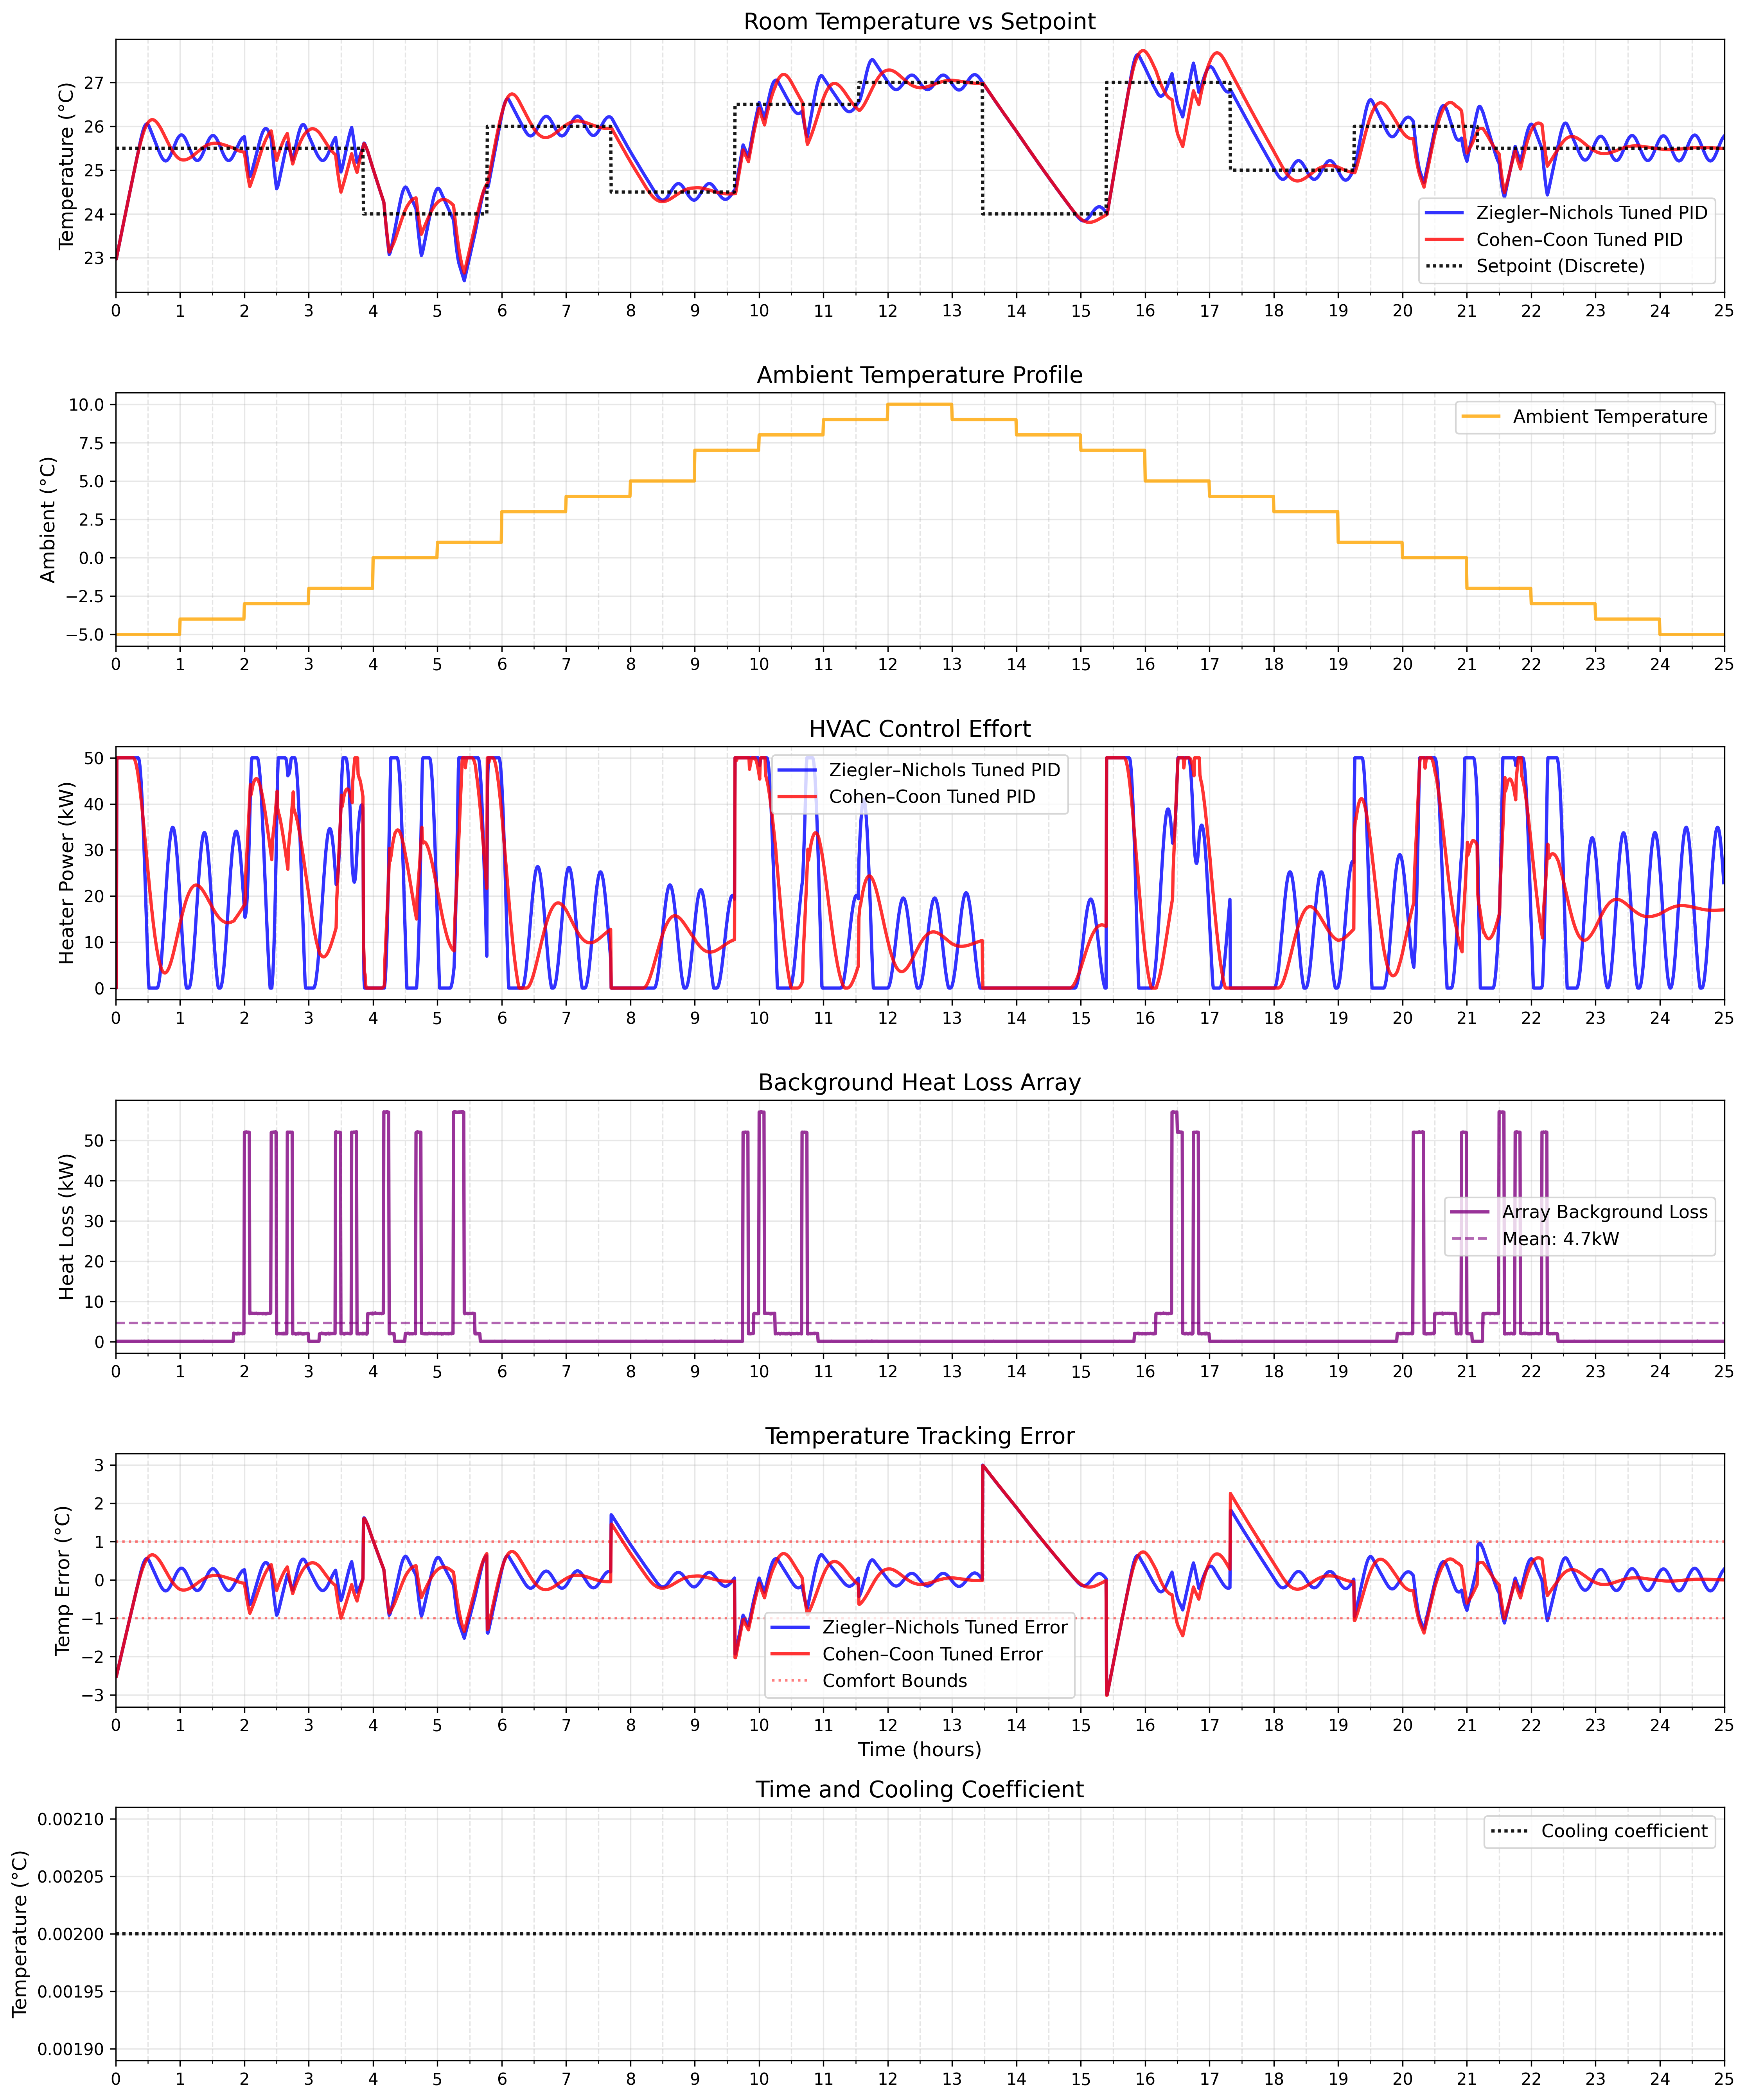 Room Temperature vs Setpoint
Temperature (°C)
27
26
25
24
23
Ziegler–Nichols Tuned PID
Cohen–Coon Tuned PID
Setpoint (Discrete)
0 1 2 3 4 5 6 7 8 9 10 11 12 13 14 15 16 17 18 19 20 21 22 23 24 25
Ambient Temperature Profile
Ambient (°C)
10.0
7.5
5.0
2.5
0.0
−2.5
−5.0
Ambient Temperature
0 1 2 3 4 5 6 7 8 9 10 11 12 13 14 15 16 17 18 19 20 21 22 23 24 25
HVAC Control Effort
Heater Power (kW)
50
40
30
20
10
0
Ziegler–Nichols Tuned PID
Cohen–Coon Tuned PID
0 1 2 3 4 5 6 7 8 9 10 11 12 13 14 15 16 17 18 19 20 21 22 23 24 25
Background Heat Loss Array
Heat Loss (kW)
50
40
30
20
10
0
Array Background Loss
Mean: 4.7kW
0 1 2 3 4 5 6 7 8 9 10 11 12 13 14 15 16 17 18 19 20 21 22 23 24 25
Temperature Tracking Error
Temp Error (°C)
3
2
1
0
−1
−2
−3
Ziegler–Nichols Tuned Error
Cohen–Coon Tuned Error
Comfort Bounds
0 1 2 3 4 5 6 7 8 9 10 11 12 13 14 15 16 17 18 19 20 21 22 23 24 25
Time (hours)
Time and Cooling Coefficient
Temperature (°C)
0.00210
0.00205
0.00200
0.00195
0.00190
Cooling coefficient
0 1 2 3 4 5 6 7 8 9 10 11 12 13 14 15 16 17 18 19 20 21 22 23 24 25